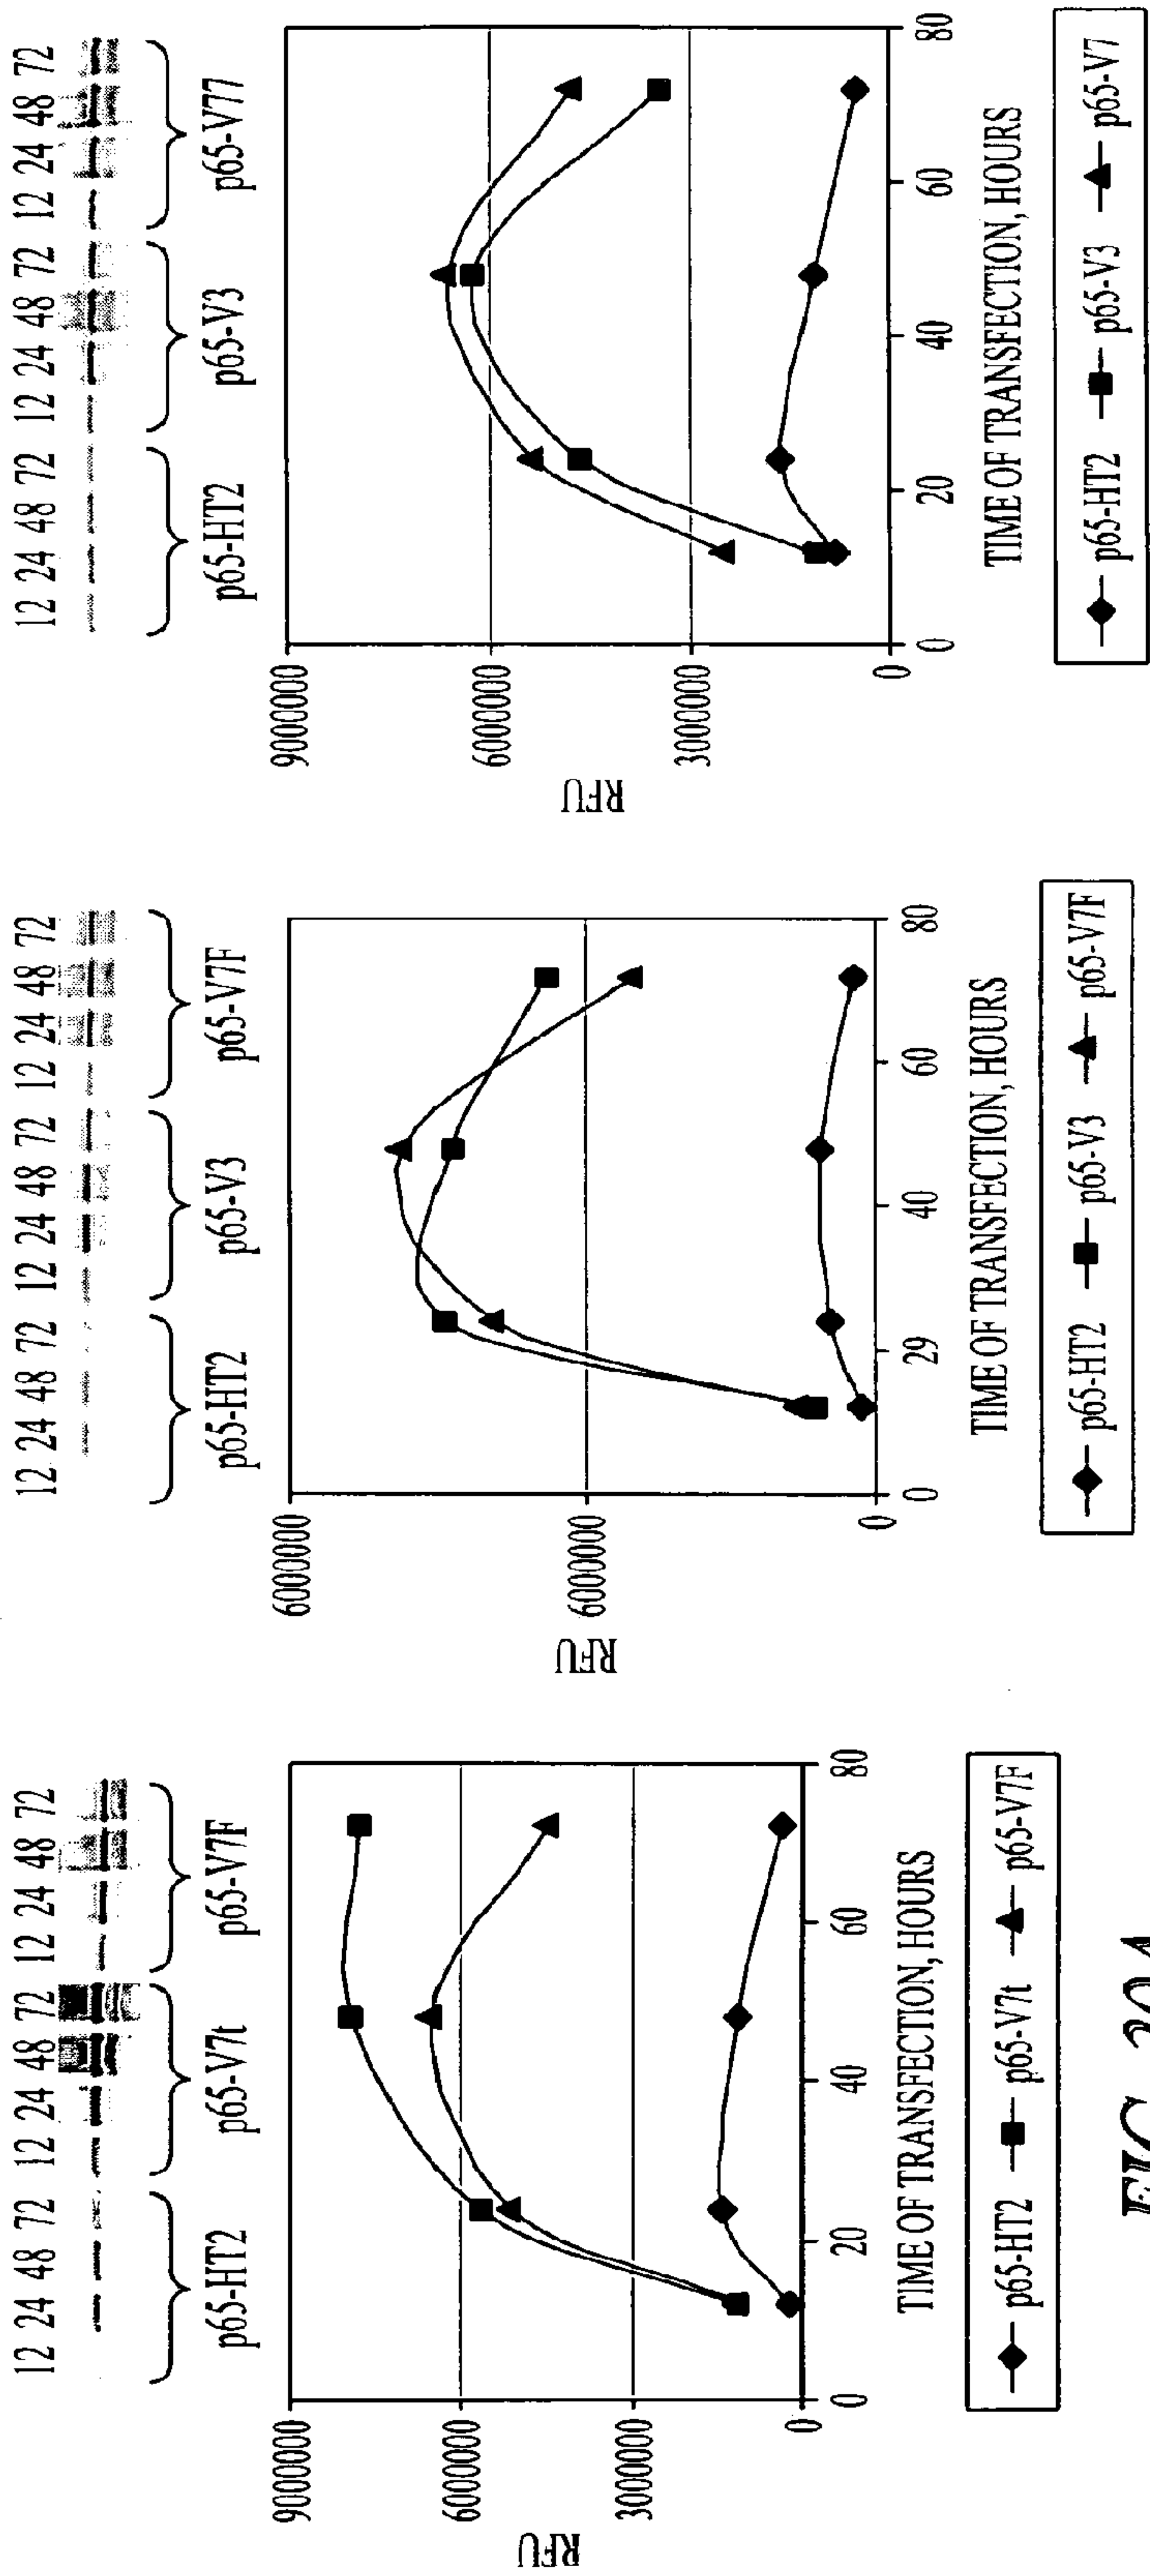 12 24 48 72 12 24 48 72 12 24 48 72
p65-HT2 p65-V7t p65-V7F
9000000
6000000
3000000
0
RFU
0 20 40 60 80
TIME OF TRANSFECTION, HOURS
p65-HT2 p65-V7t p65-V7F
12 24 48 72 12 24 48 72 12 24 48 72
p65-HT2 p65-V3 p65-V7F
6000000
6000000
0
RFU
0 29 40 60 80
TIME OF TRANSFECTION, HOURS
p65-HT2 p65-V3 p65-V7F
12 24 48 72 12 24 48 72 12 24 48 72
p65-HT2 p65-V3 p65-V77
9000000
6000000
3000000
0
RFU
0 20 40 60 80
TIME OF TRANSFECTION, HOURS
p65-HT2 p65-V3 p65-V7